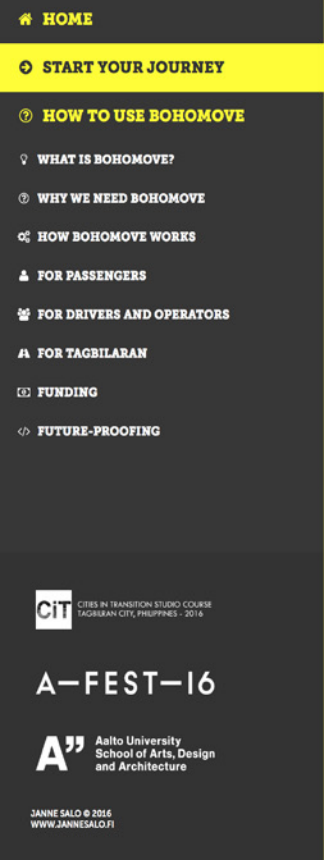 HOME
START YOUR JOURNEY
HOW TO USE BOHOMOVE
WHAT IS BOHOMOVE?
WHY WE NEED BOHOMOVE
HOW BOHOMOVE WORKS
FOR PASSENGERS
FOR DRIVERS AND OPERATORS
FOR TAGBILARAN
FUNDING
FUTURE-PROOFING
CiT
CITIES IN TRANSITION STUDIO COURSE
TAGBILRAN CITY, PHILIPPINES - 2016
A—FEST—16
A”
Aalto University
School of Arts, Design
and Architecture
JANNE SALO © 2016
WWW.JANNESALO.FI